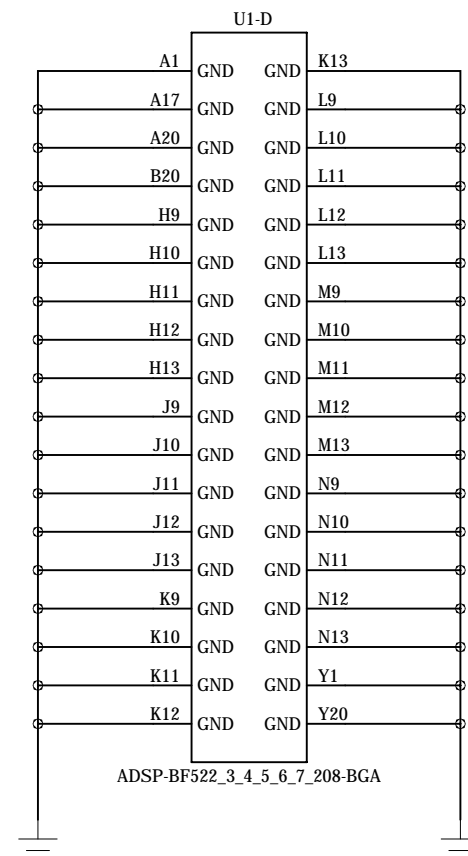 U1-D
A1 GND GND K13
A17 GND GND L9
A20 GND GND L10
B20 GND GND L11
H9 GND GND L12
H10 GND GND L13
H11 GND GND M9
H12 GND GND M10
H13 GND GND M11
J9 GND GND M12
J10 GND GND M13
J11 GND GND N9
J12 GND GND N10
J13 GND GND N11
K9 GND GND N12
K10 GND GND N13
K11 GND GND Y1
K12 GND GND Y20
ADSP-BF522_3_4_5_6_7_208-BGA